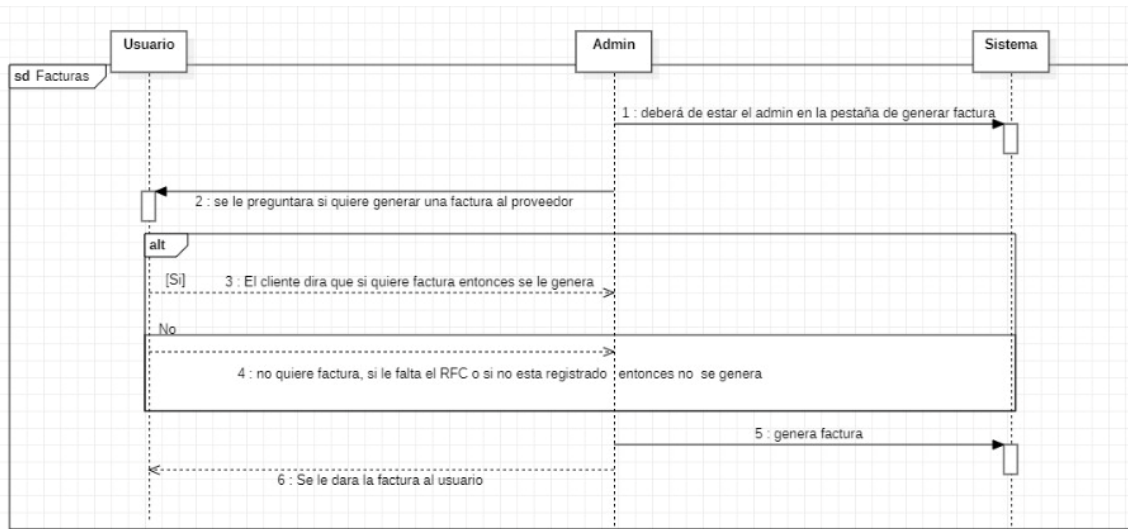 Usuario
Admin
Sistema
sd Facturas
1 : deberá de estar el admin en la pestaña de generar factura
2 : se le preguntara si quiere generar una factura al proveedor
alt
[Si]
3 : El cliente dira que si quiere factura entonces se le genera
No
4 : no quiere factura, si le falta el RFC o si no esta registrado entonces no se genera
5 : genera factura
6 : Se le dara la factura al usuario